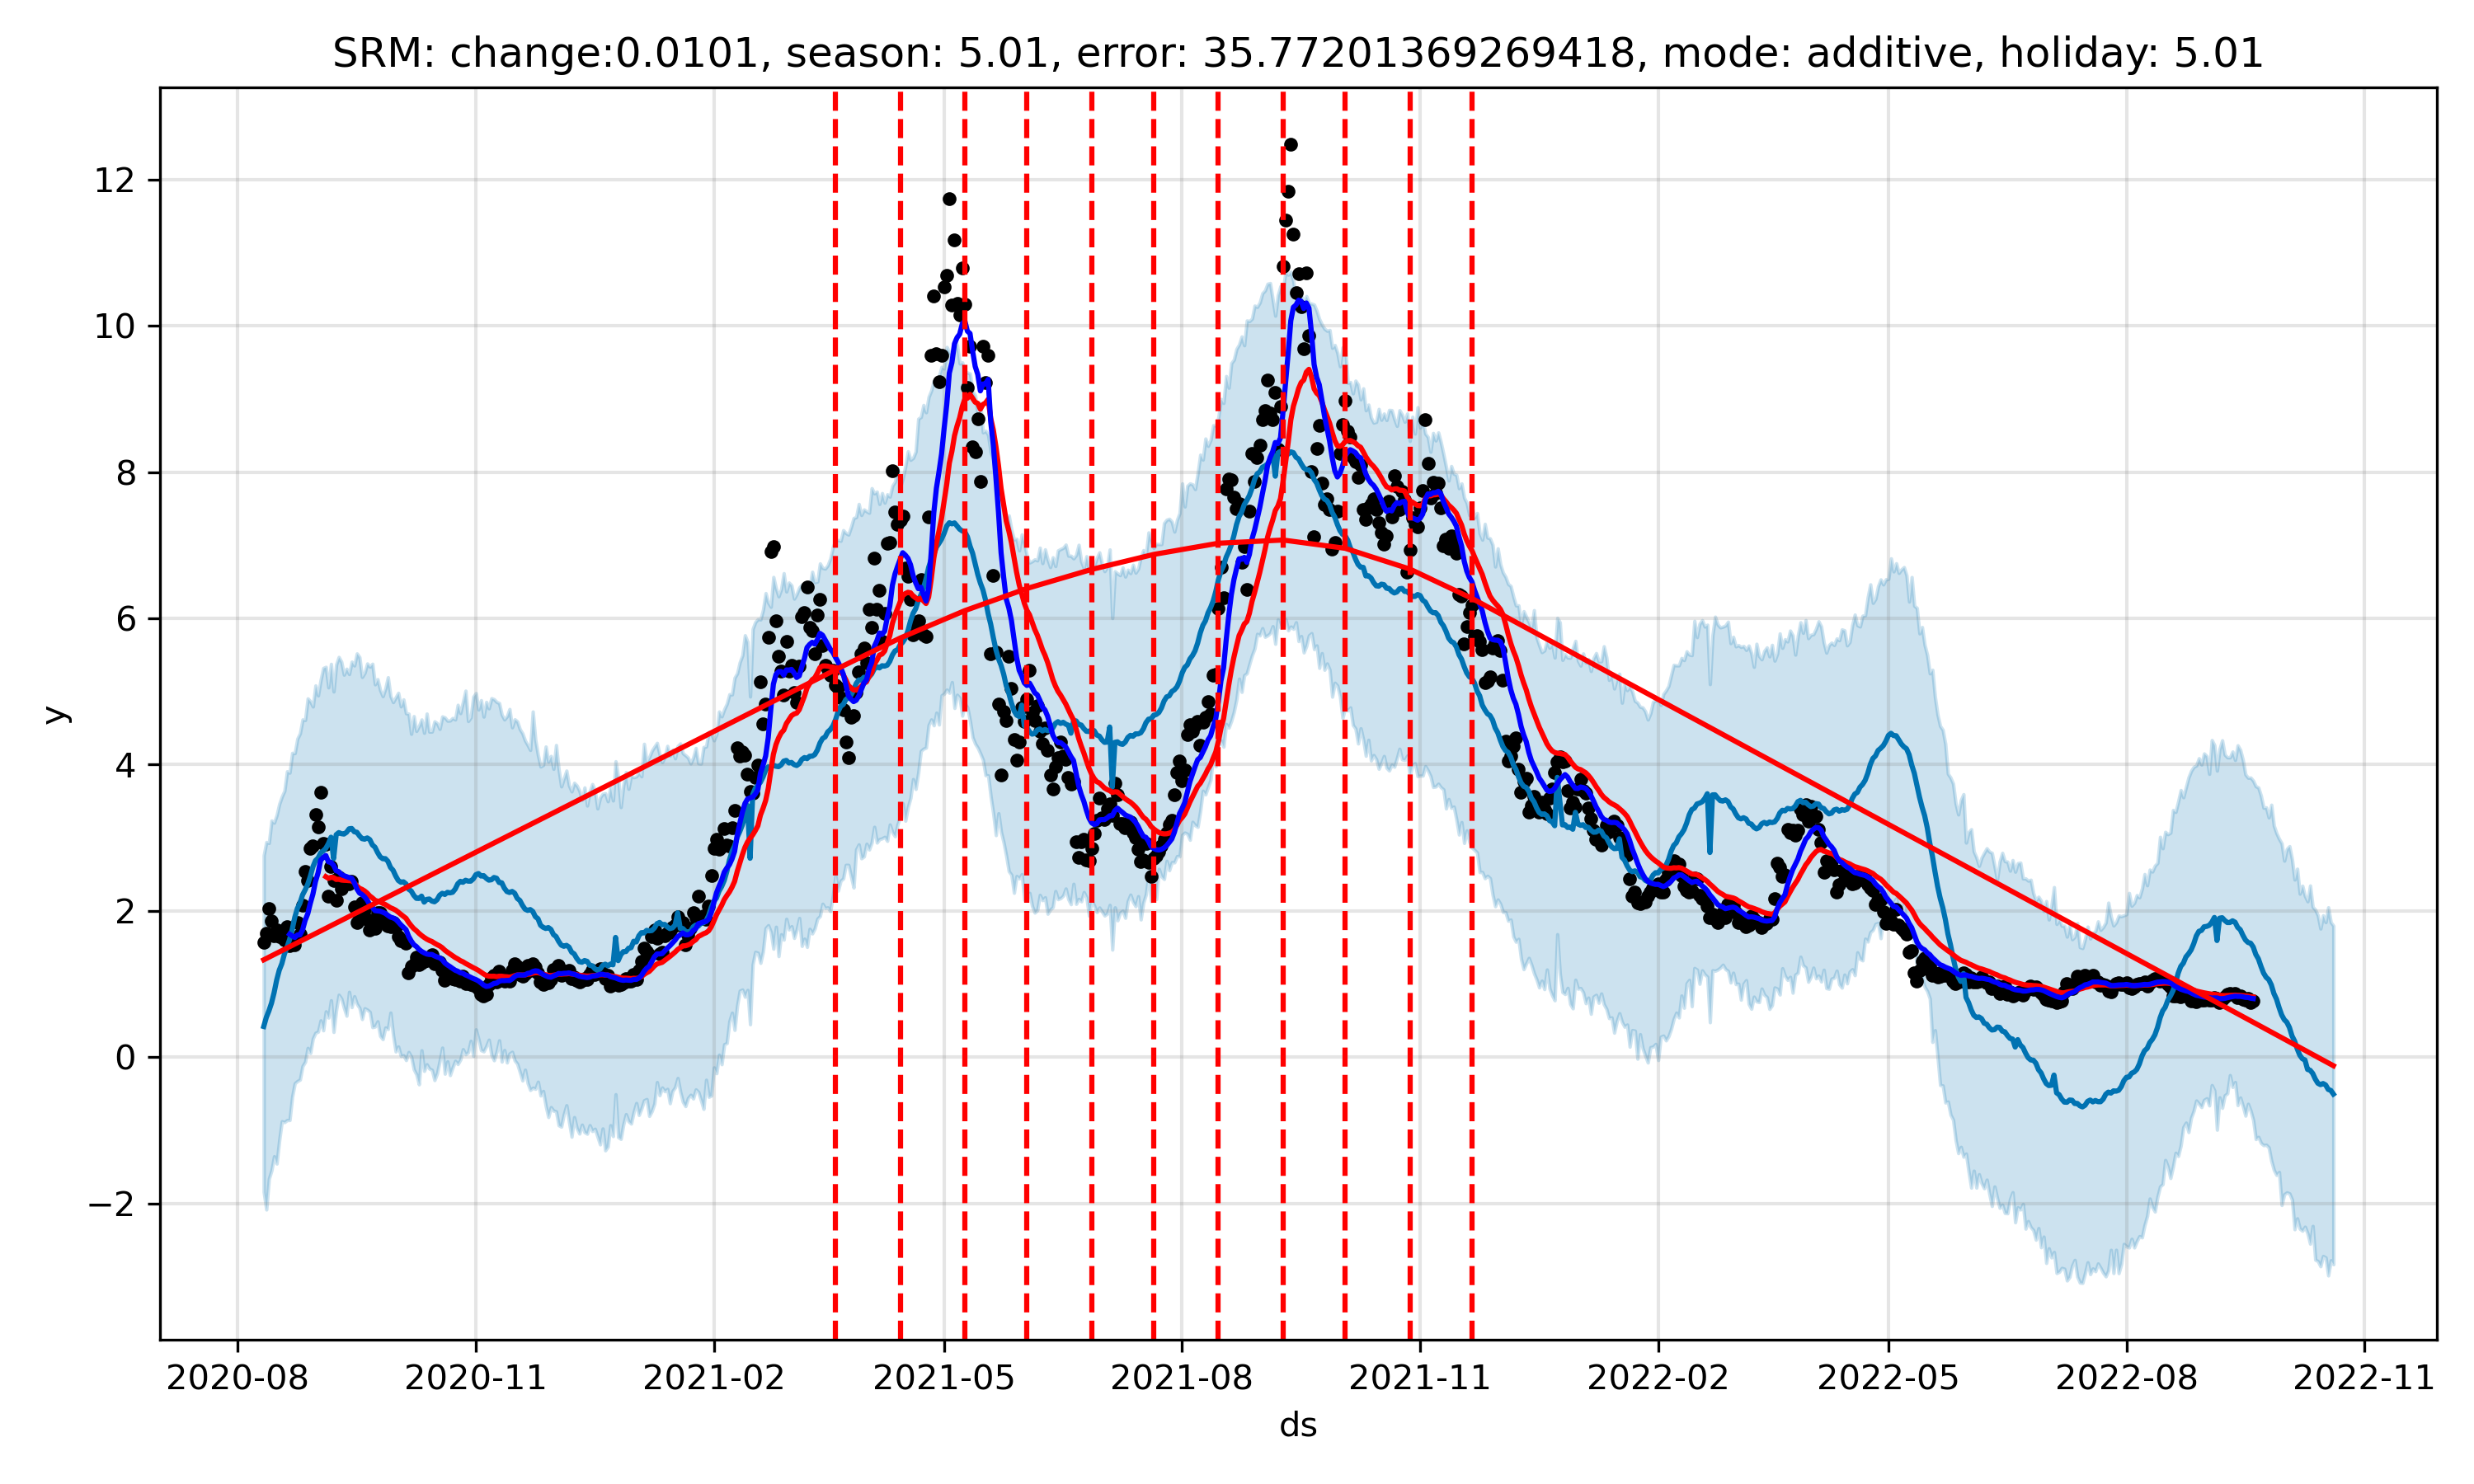 SRM: change:0.0101, season: 5.01, error: 35.77201369269418, mode: additive, holiday: 5.01
12
10
8
6
4
2
0
−2
y
2020-08 2020-11 2021-02 2021-05 2021-08 2021-11 2022-02 2022-05 2022-08 2022-11
ds